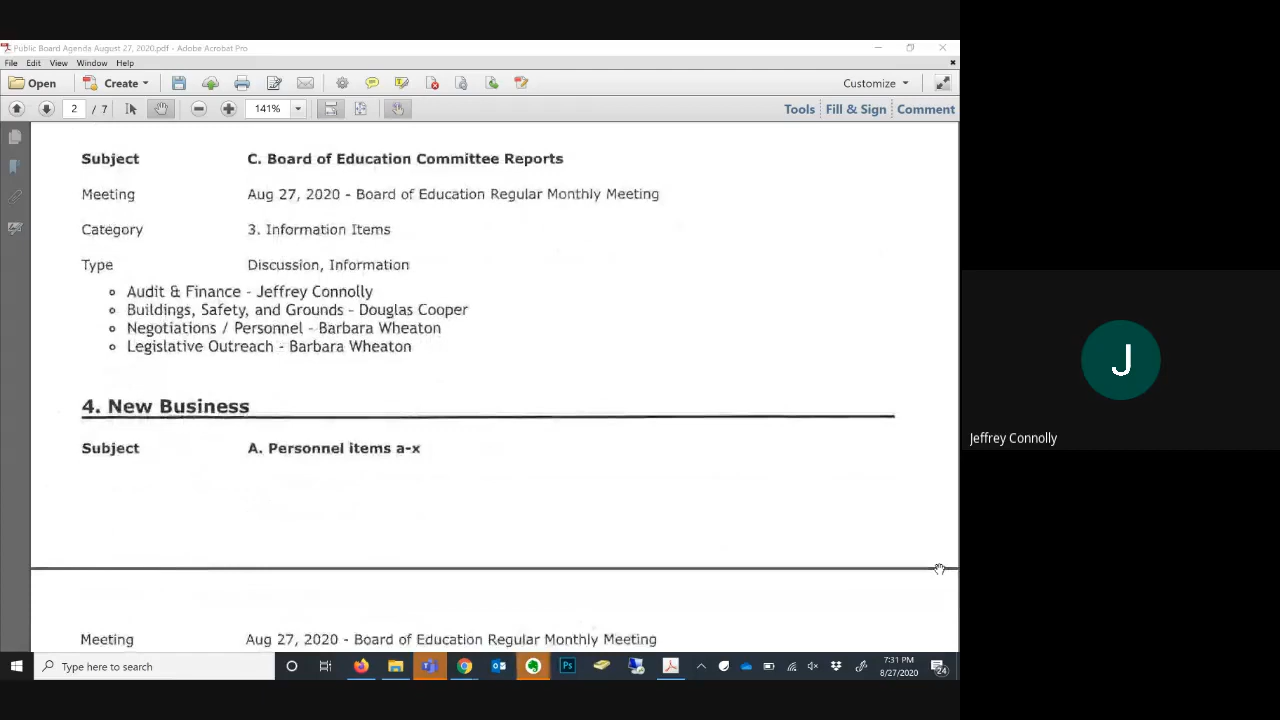 Public Board Agenda August 27, 2020.pdf - Adobe Acrobat Pro
File Edit View Window Help
Open Create Customize
2 / 7 141% Tools Fill & Sign Comment
Subject C. Board of Education Committee Reports
Meeting Aug 27, 2020 - Board of Education Regular Monthly Meeting
Category 3. Information Items
Type Discussion, Information
Audit & Finance - Jeffrey Connolly
Buildings, Safety, and Grounds - Douglas Cooper
Negotiations / Personnel - Barbara Wheaton
Legislative Outreach - Barbara Wheaton
4. New Business
Subject A. Personnel items a-x
Meeting Aug 27, 2020 - Board of Education Regular Monthly Meeting
J
Jeffrey Connolly
Type here to search
Ps
7:31 PM
8/27/2020
24